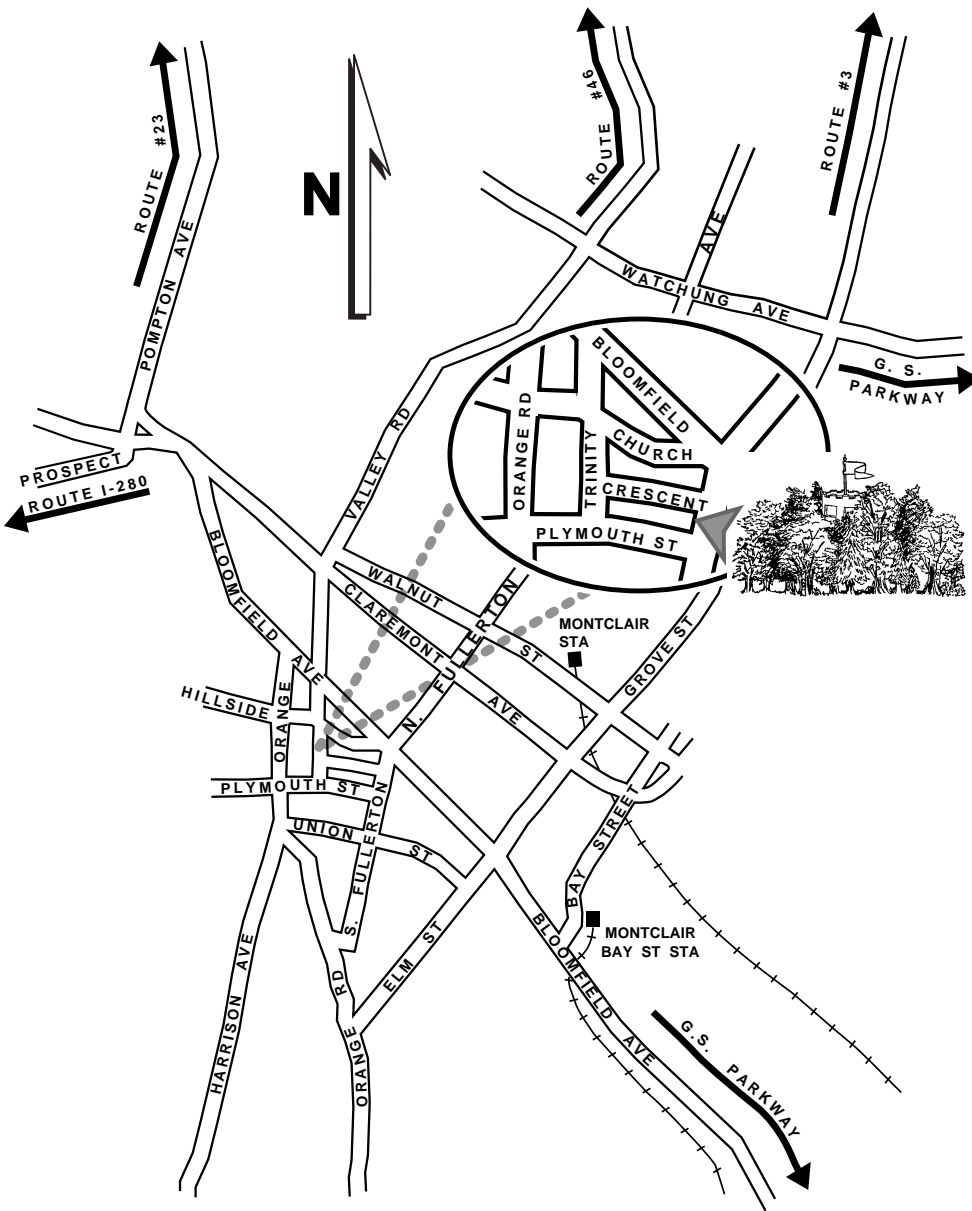 ROUTE #23
ROUTE #46
ROUTE #3
N
POMPTON AVE
AVE
WATCHUNG AVE
G. S.
PARKWAY
BLOOMFIELD
ORANGE RD
TRINITY
CHURCH
CRESCENT
PLYMOUTH ST
VALLEY RD
PROSPECT
ROUTE I-280
BLOOMFIELD AVE
WALNUT ST
CLAREMONT AVE
N. FULLERTON
MONTCLAIR
STA
GROVE ST
HILLSIDE
ORANGE
PLYMOUTH ST
UNION ST
S. FULLERTON
BAY STREET
MONTCLAIR
BAY ST STA
ELM ST
BLOOMFIELD AVE
HARRISON AVE
ORANGE RD
G.S. PARKWAY